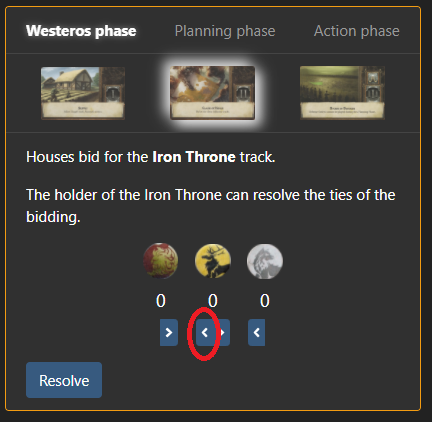 Westeros phase
Planning phase
Action phase
Houses bid for the Iron Throne track.
The holder of the Iron Throne can resolve the ties of the
bidding.
0 0 0
Resolve